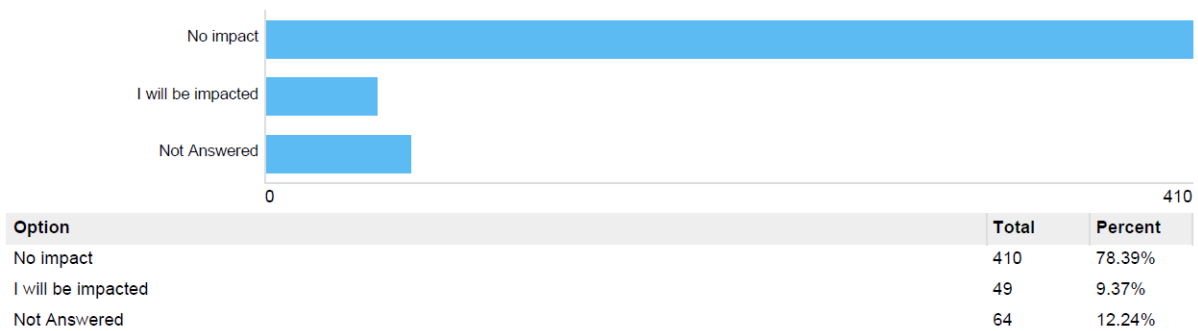 No impact
I will be impacted
Not Answered
0 410
Option Total Percent
No impact 410 78.39%
I will be impacted 49 9.37%
Not Answered 64 12.24%